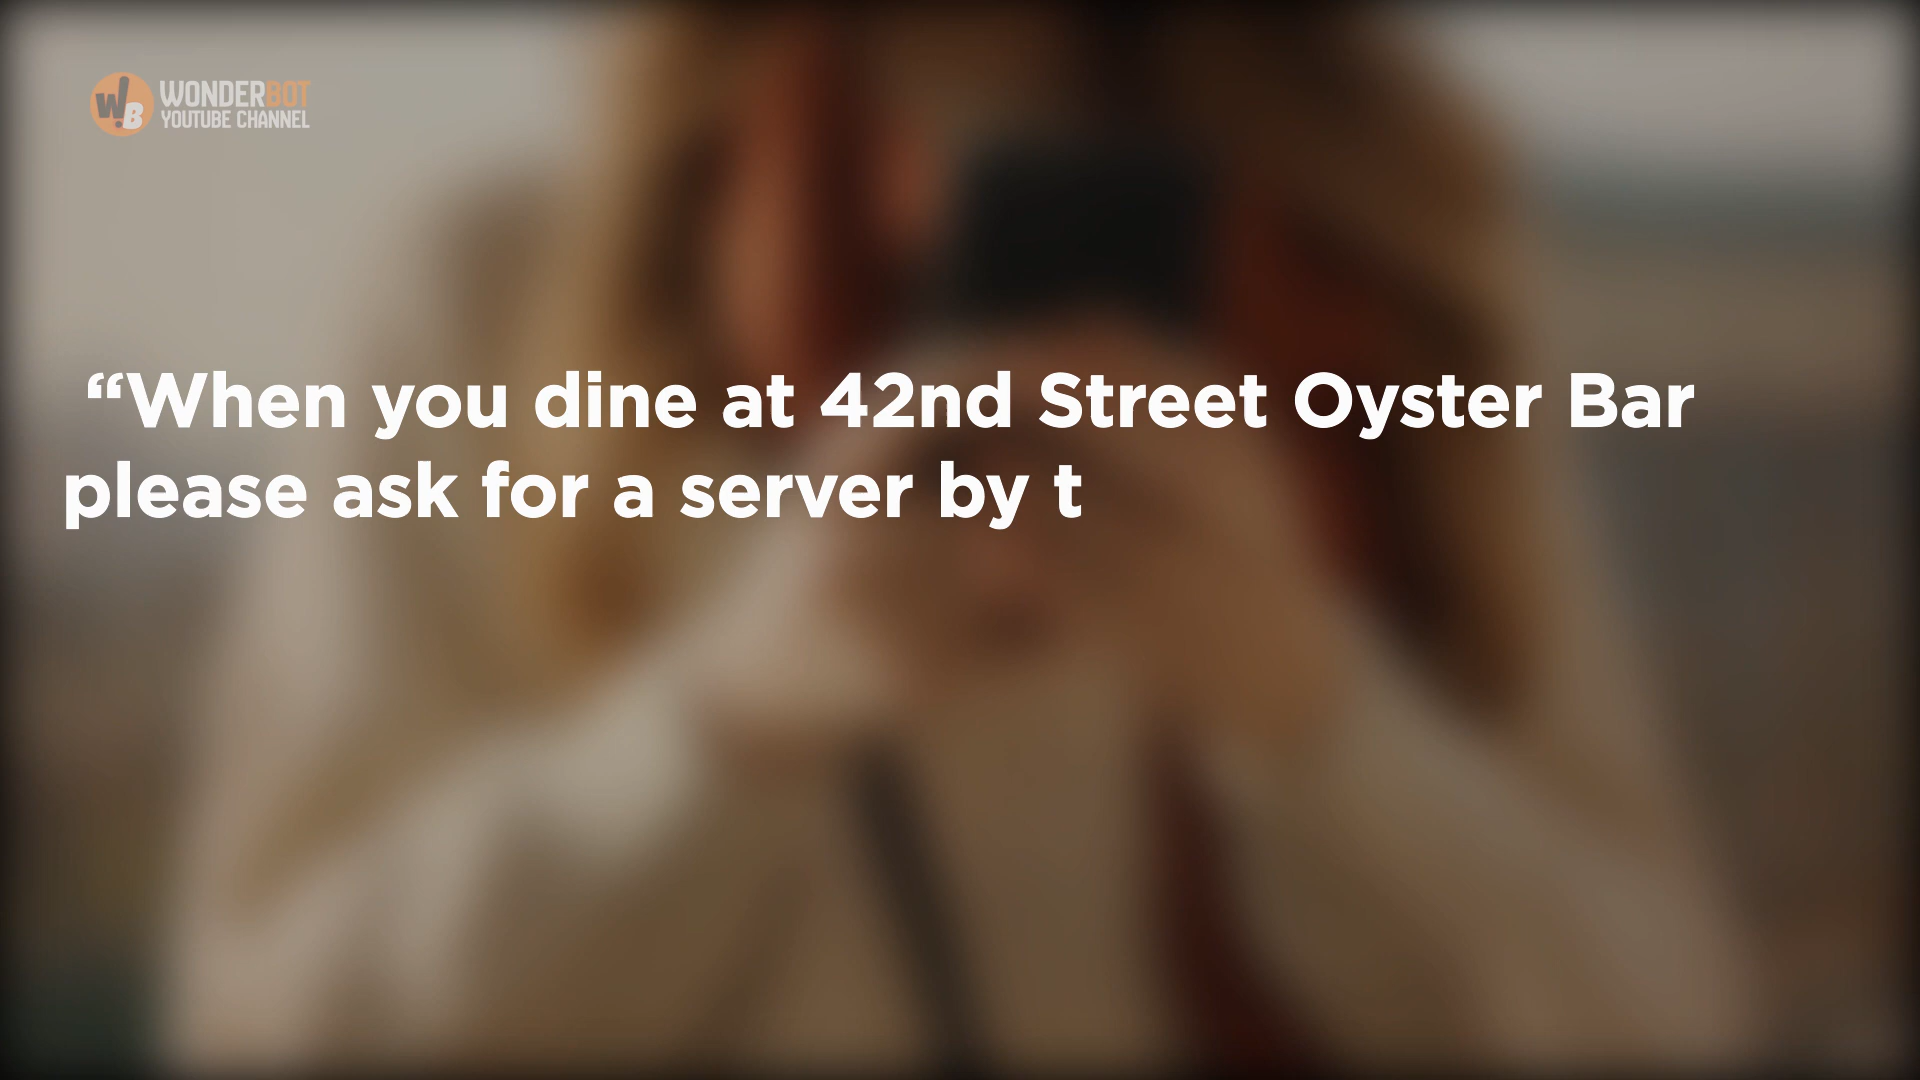 W!B WONDERBOT
YOUTUBE CHANNEL
“When you dine at 42nd Street Oyster Bar
please ask for a server by t